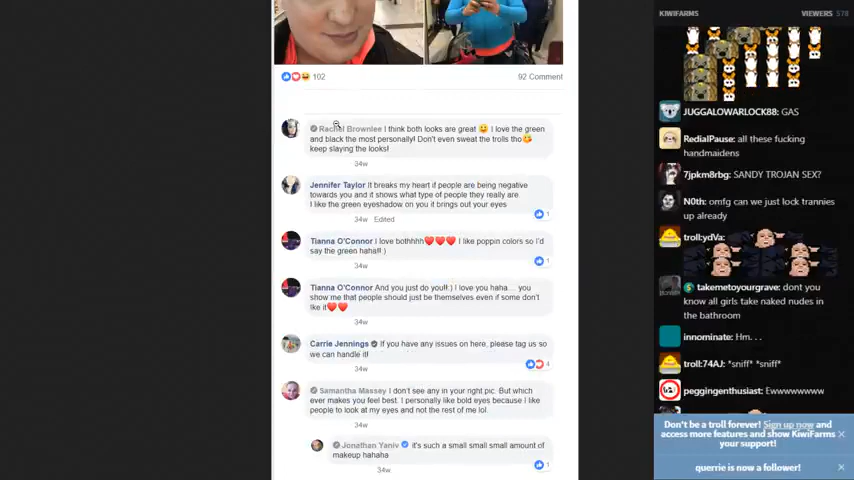 102
92 Comment
Rachel Brownlee I think both looks are great I love the green
and black the most personally! Don't even sweat the trolls tho
keep slaying the looks!
34w
Jennifer Taylor It breaks my heart if people are being negative
towards you and it shows what type of people they really are.
I like the green eyeshadow on you it brings out your eyes
1
34w Edited
Tianna O'Connor I love bothhhh I like poppin colors so i'd
say the green haha!! :)
1
34w
Tianna O'Connor And you just do you!!:) I love you haha... you
show me that people should just be themselves even if some don't
like it
34w
Carrie Jennings If you have any issues on here, please tag us so
we can handle it!
4
34w
Samantha Massey I don't see any in your right pic. But which
ever makes you feel best. I personally like bold eyes because i like
people to look at my eyes and not the rest of me lol.
34w
Jonathan Yaniv it's such a small small small amount of
makeup hahaha
1
34w
KIWIFARMS
VIEWERS 578
JUGGALOWARLOCK88: GAS
RedialPause: all these fucking
handmaidens
7jpkm8rbg: SANDY TROJAN SEX?
N0th: omfg can we just lock trannies
up already
troll:ydVa:
takemetoyourgrave: dont you
know all girls take naked nudes in
the bathroom
innominate: Hm. . .
troll:74AJ: *sniff* *sniff*
peggingenthusiast: Ewwwwwwww
Don't be a troll forever! Sign up now and
access more features and show KiwiFarms
your support!
querrie is now a follower!